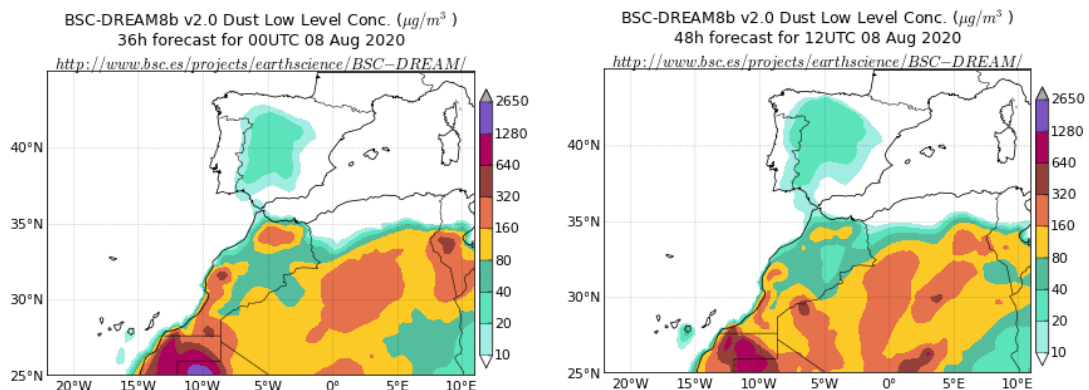 BSC-DREAM8b v2.0 Dust Low Level Conc. (μg/m³ )
36h forecast for 00UTC 08 Aug 2020
http://www.bsc.es/projects/earthscience/BSC−DREAM/
40°N
35°N
30°N
25°N
20°W
15°W
10°W
5°W
0°
5°E
10°E
2650
1280
640
320
160
80
40
20
10
BSC-DREAM8b v2.0 Dust Low Level Conc. (μg/m³ )
48h forecast for 12UTC 08 Aug 2020
http://www.bsc.es/projects/earthscience/BSC−DREAM/
40°N
35°N
30°N
25°N
20°W
15°W
10°W
5°W
0°
5°E
10°E
2650
1280
640
320
160
80
40
20
10